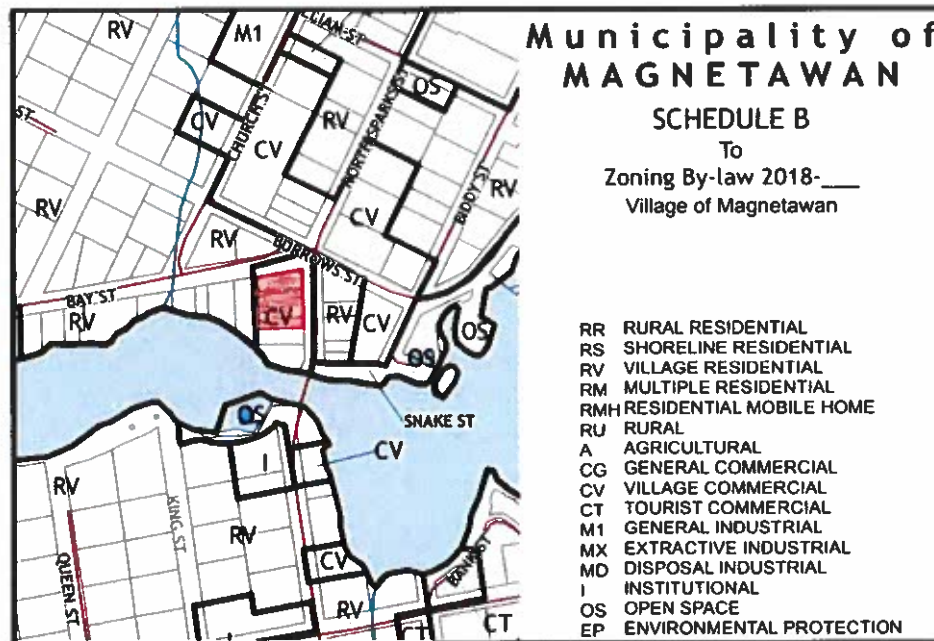 Municipality of
MAGNETAWAN
SCHEDULE B
To
Zoning By-law 2018-___
Village of Magnetawan
RR RURAL RESIDENTIAL
RS SHORELINE RESIDENTIAL
RV VILLAGE RESIDENTIAL
RM MULTIPLE RESIDENTIAL
RMH RESIDENTIAL MOBILE HOME
RU RURAL
A AGRICULTURAL
CG GENERAL COMMERCIAL
CV VILLAGE COMMERCIAL
CT TOURIST COMMERCIAL
M1 GENERAL INDUSTRIAL
MX EXTRACTIVE INDUSTRIAL
MD DISPOSAL INDUSTRIAL
I INSTITUTIONAL
OS OPEN SPACE
EP ENVIRONMENTAL PROTECTION
RV
M1
OS
CV
CHURCH ST
CV
RV
NORTH SPARKS ST
ST
RV
RV
CV
BIDDY ST
RV
BURROWS ST
BAY ST
RV
CV
RV
CV
OS
OS
SNAKE ST
OS
CV
I
RV
KING ST
RV
QUEEN ST
CV
BANK ST
RV
CT
CT
I